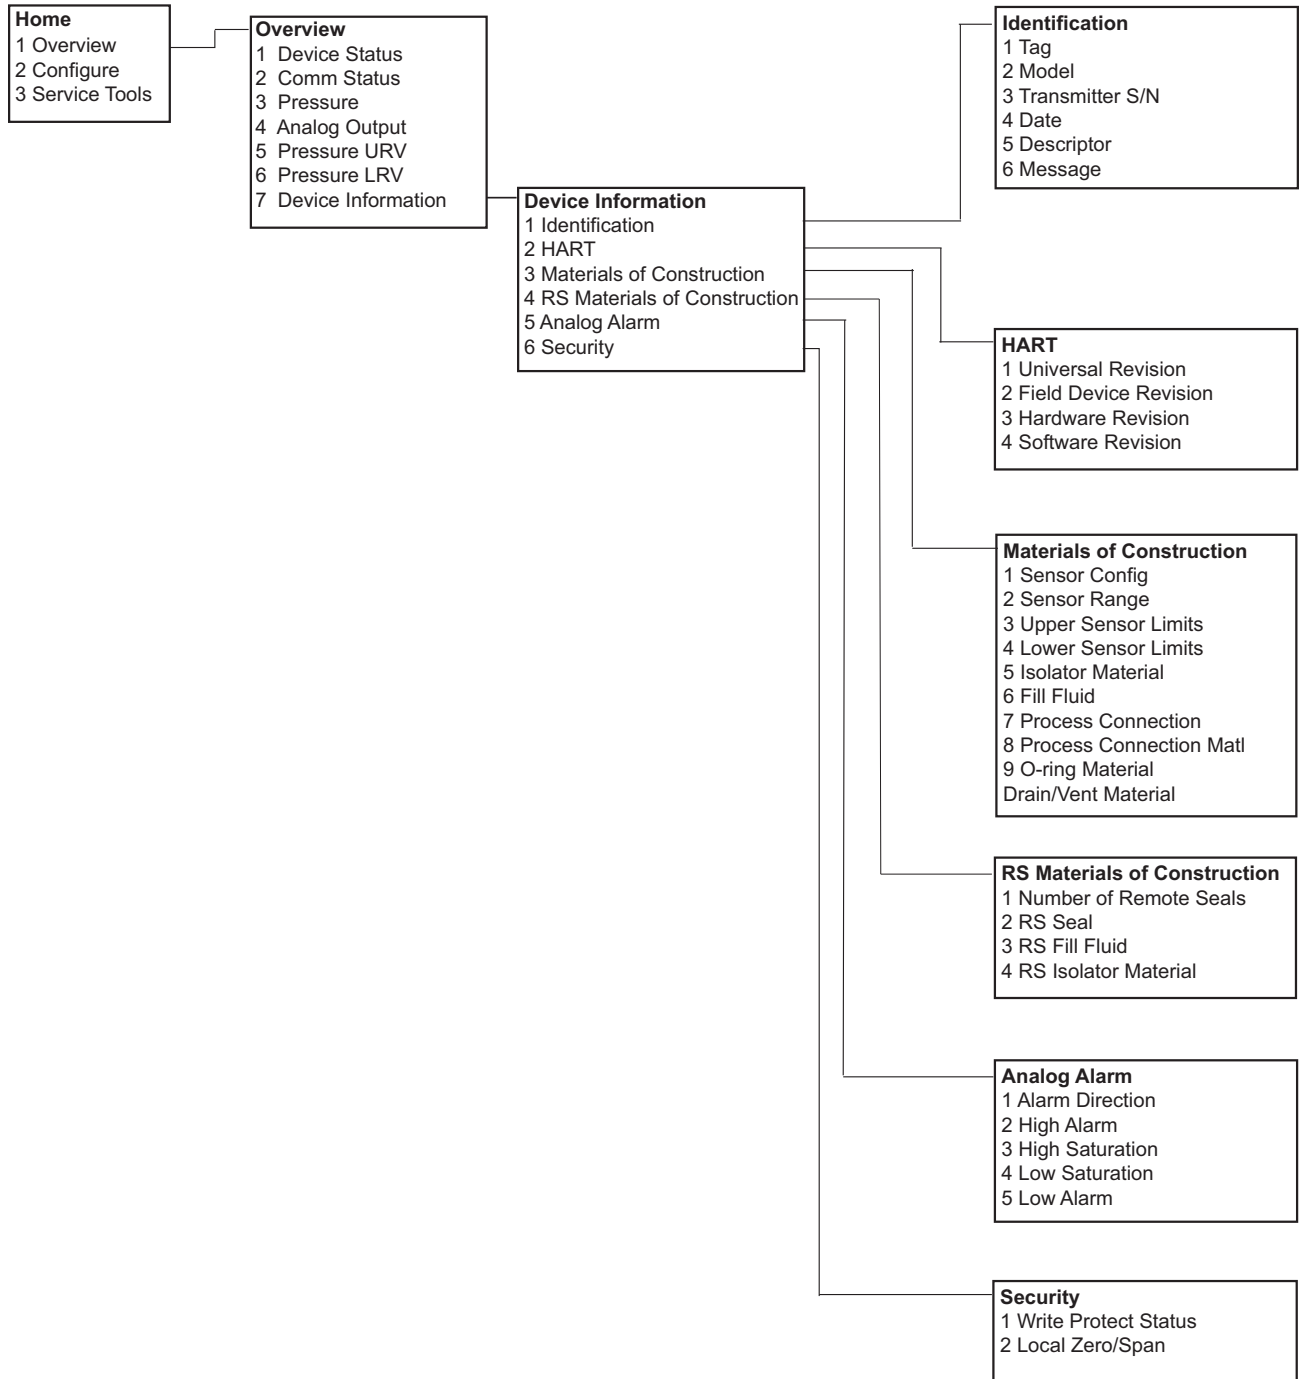 Home
1 Overview
2 Configure
3 Service Tools
Overview
1 Device Status
2 Comm Status
3 Pressure
4 Analog Output
5 Pressure URV
6 Pressure LRV
7 Device Information
Device Information
1 Identification
2 HART
3 Materials of Construction
4 RS Materials of Construction
5 Analog Alarm
6 Security
Identification
1 Tag
2 Model
3 Transmitter S/N
4 Date
5 Descriptor
6 Message
HART
1 Universal Revision
2 Field Device Revision
3 Hardware Revision
4 Software Revision
Materials of Construction
1 Sensor Config
2 Sensor Range
3 Upper Sensor Limits
4 Lower Sensor Limits
5 Isolator Material
6 Fill Fluid
7 Process Connection
8 Process Connection Matl
9 O-ring Material
Drain/Vent Material
RS Materials of Construction
1 Number of Remote Seals
2 RS Seal
3 RS Fill Fluid
4 RS Isolator Material
Analog Alarm
1 Alarm Direction
2 High Alarm
3 High Saturation
4 Low Saturation
5 Low Alarm
Security
1 Write Protect Status
2 Local Zero/Span